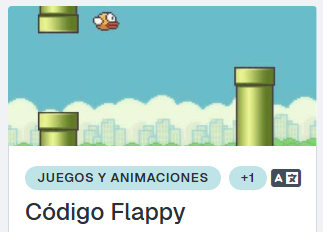 JUEGOS Y ANIMACIONES +1 A
Código Flappy